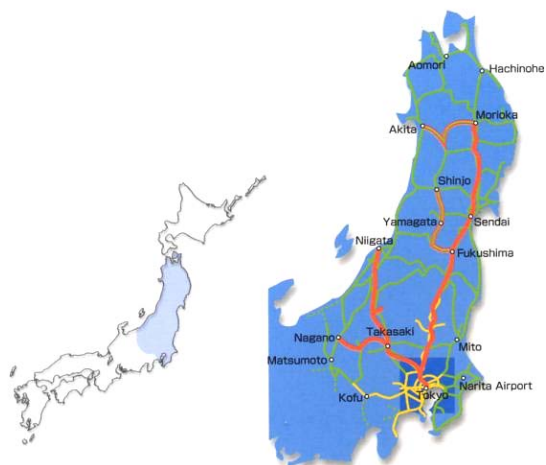 Aomori
Hachinohe
Morioka
Akita
Shinjo
Yamagata
Sendai
Niigata
Fukushima
Nagano
Takasaki
Mito
Matsumoto
Narita Airport
Kofu
Tokyo